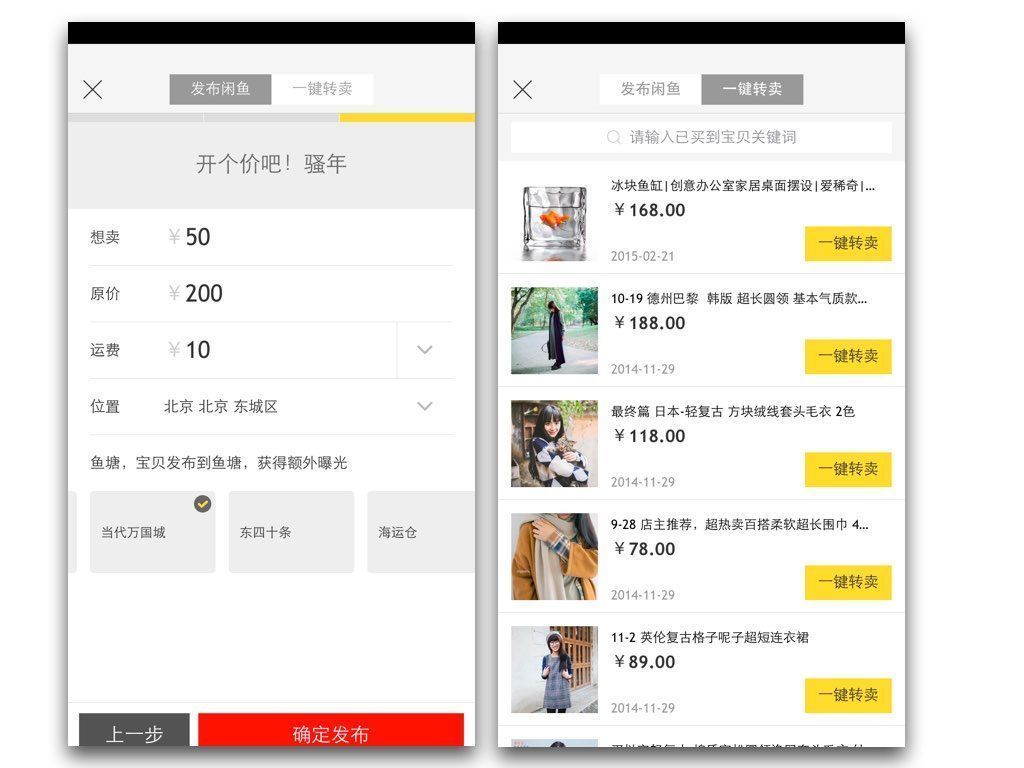 发布闲鱼 一键转卖
开个价吧！骚年
想卖 ¥ 50
原价 ¥ 200
运费 ¥ 10
位置 北京 北京 东城区
鱼塘，宝贝发布到鱼塘，获得额外曝光
当代万国城 东四十条 海运仓
上一步 确定发布
发布闲鱼 一键转卖
请输入已买到宝贝关键词
冰块鱼缸|创意办公室家居桌面摆设|爱稀奇|...
¥168.00
2015-02-21 一键转卖
10-19 德州巴黎 韩版 超长圆领 基本气质款...
¥188.00
2014-11-29 一键转卖
最终篇 日本-轻复古 方块绒线套头毛衣 2色
¥118.00
2014-11-29 一键转卖
9-28 店主推荐，超热卖百搭柔软超长围巾 4...
¥78.00
2014-11-29 一键转卖
11-2 英伦复古格子呢子超短连衣裙
¥89.00
2014-11-29 一键转卖